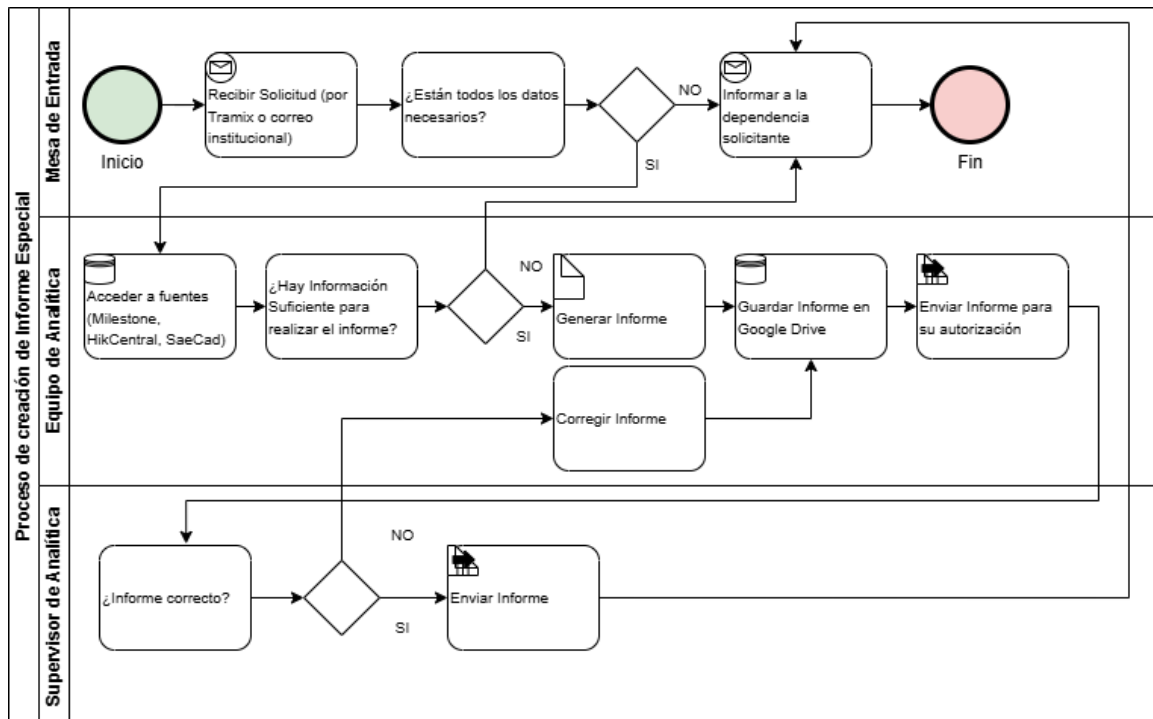 Proceso de creación de Informe Especial
Mesa de Entrada
Inicio
Recibir Solicitud (por
Tramix o correo
institucional)
¿Están todos los datos
necesarios?
NO
SI
Informar a la
dependencia
solicitante
Fin
Equipo de Analítica
Acceder a fuentes
(Milestone,
HikCentral, SaeCad)
¿Hay Información
Suficiente para
realizar el informe?
NO
SI
Generar Informe
Guardar Informe en
Google Drive
Enviar Informe para
su autorización
Corregir Informe
Supervisor de Analítica
¿Informe correcto?
NO
SI
Enviar Informe